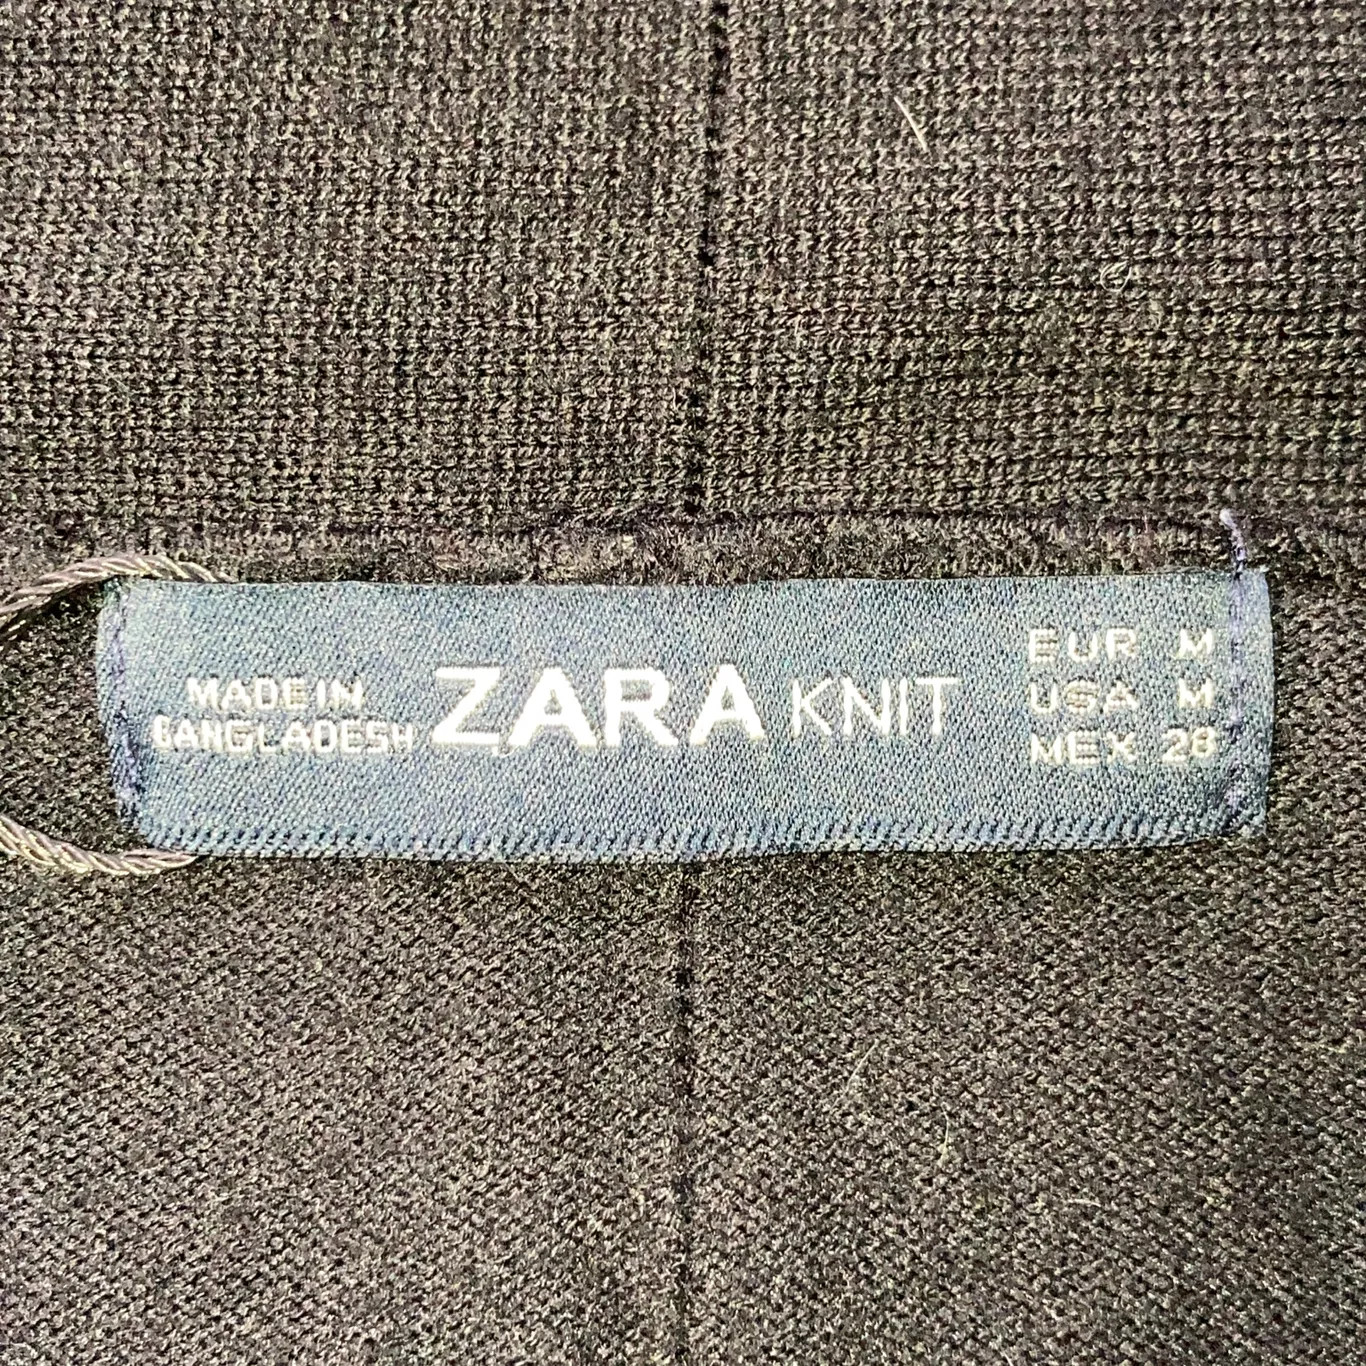 MADE IN
BANGLADESH
ZARA KNIT
EUR M
USA M
MEX 28